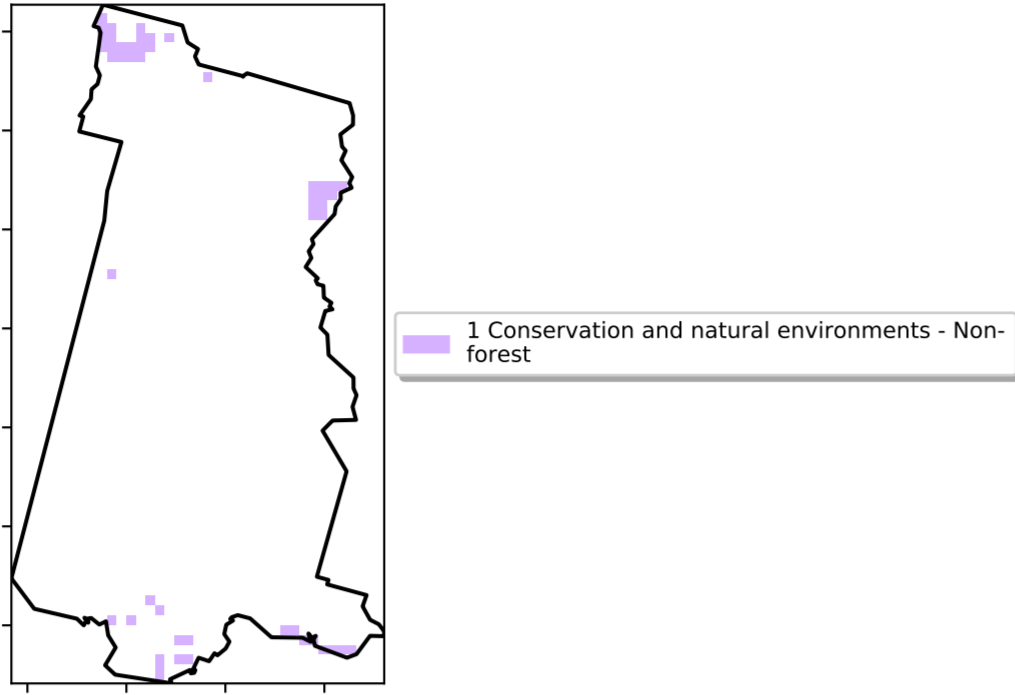 1 Conservation and natural environments - Non-
forest